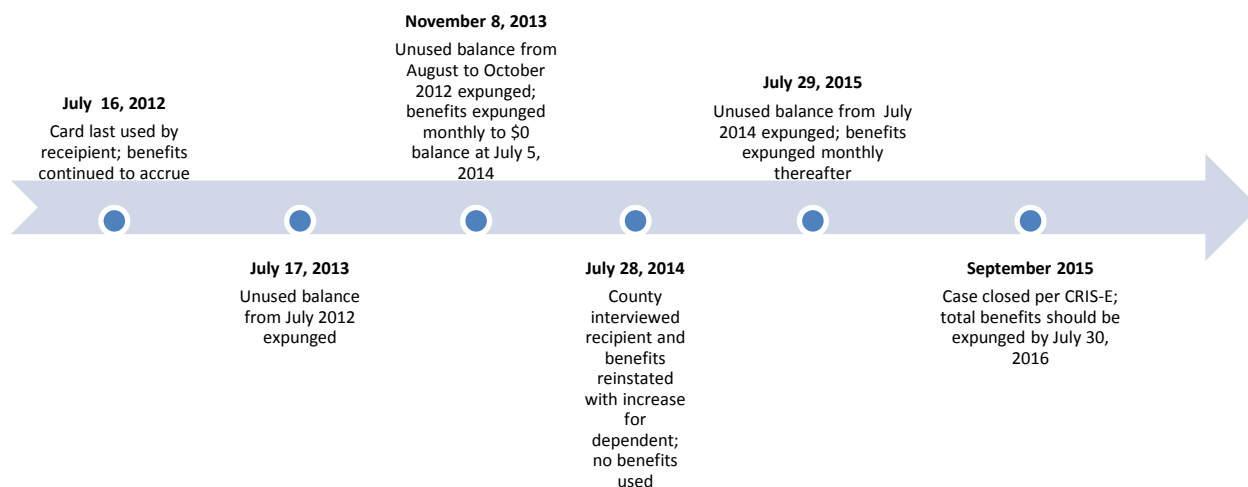 July  16, 2012
Card last used by
receipient; benefits
continued to accrue
July 17, 2013
Unused balance
from July 2012
expunged
November 8, 2013
Unused balance from
August to October
2012 expunged;
benefits expunged
monthly to $0
balance at July 5,
2014
July 28, 2014
County
interviewed
recipient and
benefits
reinstated
with increase
for
dependent;
no benefits
used
July 29, 2015
Unused balance from  July
2014 expunged; benefits
expunged monthly
thereafter
September 2015
Case closed per CRIS-E;
total benefits should be
expunged by July 30,
2016